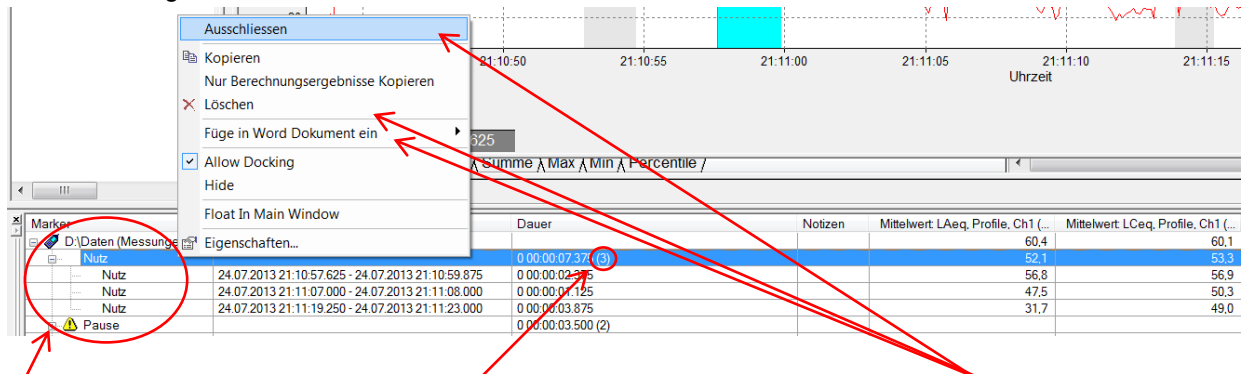 Ausschliessen
Kopieren
Nur Berechnungsergebnisse Kopieren
Löschen
Füge in Word Dokument ein
Allow Docking
Hide
Float In Main Window
Eigenschaften...
21:10:50 21:10:55 21:11:00 21:11:05 21:11:10 21:11:15
Uhrzeit
625
Summe Max Min Percentile
Marker Dauer Notizen Mittelwert: LAeq, Profile, Ch1 (... Mittelwert: LCeq, Profile, Ch1 (...
D:\Daten (Messunge 60,4 60,1
Nutz 0 00:00:07.375 (3) 52,1 53,3
Nutz 24.07.2013 21:10:57.625 - 24.07.2013 21:10:59.875 56,8 56,9
Nutz 24.07.2013 21:11:07.000 - 24.07.2013 21:11:08.000 0 00:00:01.125 47,5 50,3
Nutz 24.07.2013 21:11:19.250 - 24.07.2013 21:11:23.000 0 00:00:03.875 31,7 49,0
Pause 0 00:00:03.500 (2)